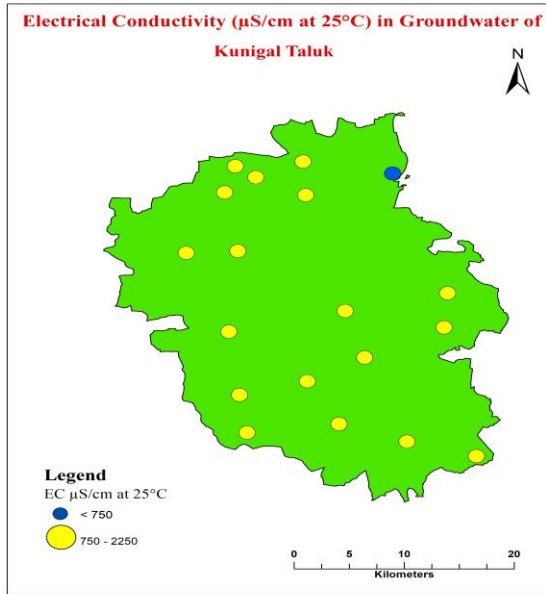 Electrical Conductivity (µS/cm at 25°C) in Groundwater of
Kunigal Taluk
N
Legend
EC µS/cm at 25°C
< 750
750 - 2250
0 5 10 20
Kilometers